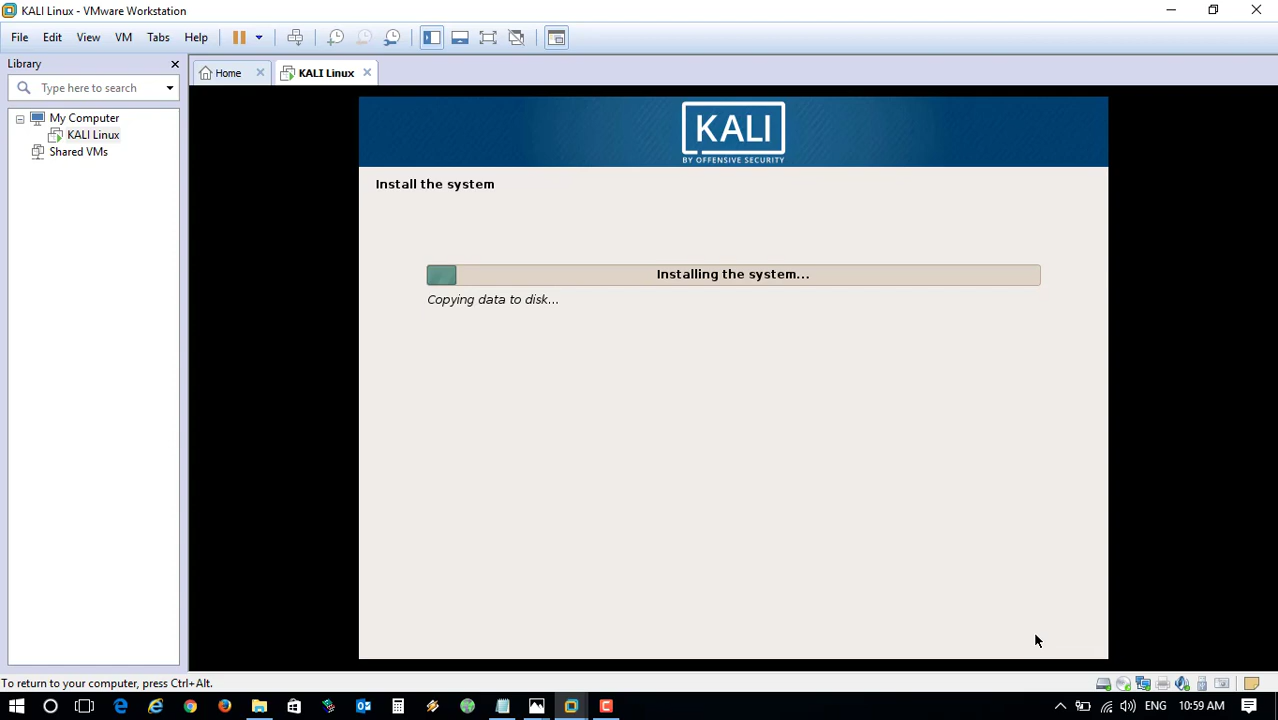 KALI Linux - VMware Workstation
File Edit View VM Tabs Help
Library
Type here to search
My Computer
KALI Linux
Shared VMs
Home
KALI Linux
KALI
BY OFFENSIVE SECURITY
Install the system
Installing the system...
Copying data to disk...
To return to your computer, press Ctrl+Alt.
ENG 10:59 AM